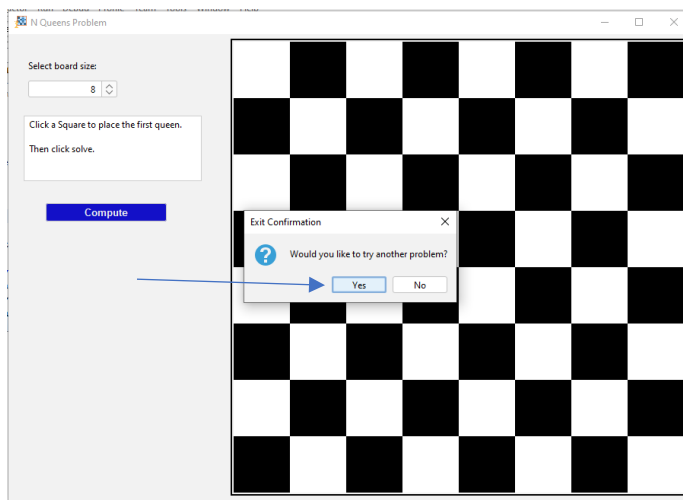 N Queens Problem
Select board size:
8
Click a Square to place the first queen.
Then click solve.
Compute
Exit Confirmation
Would you like to try another problem?
Yes
No